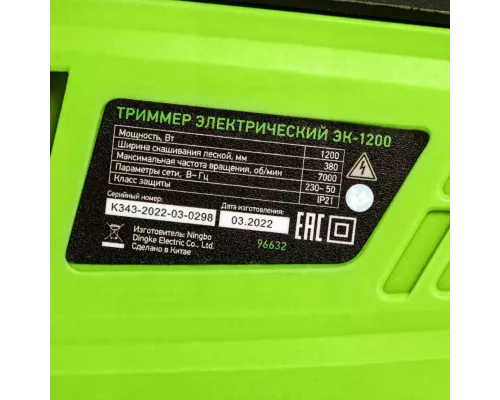 ТРИММЕР ЭЛЕКТРИЧЕСКИЙ ЭК-1200
Мощность, Вт 1200
Ширина скашивания леской, мм 380
Максимальная частота вращения, об/мин 7000
Параметры сети, В~ Гц 230~ 50
Класс защиты IP21
Серийный номер: Дата изготовления:
K343-2022-03-0298 03.2022
Изготовитель: Ningbo
Dingke Electric Co., Ltd.
Сделано в Китае
96632
EAC